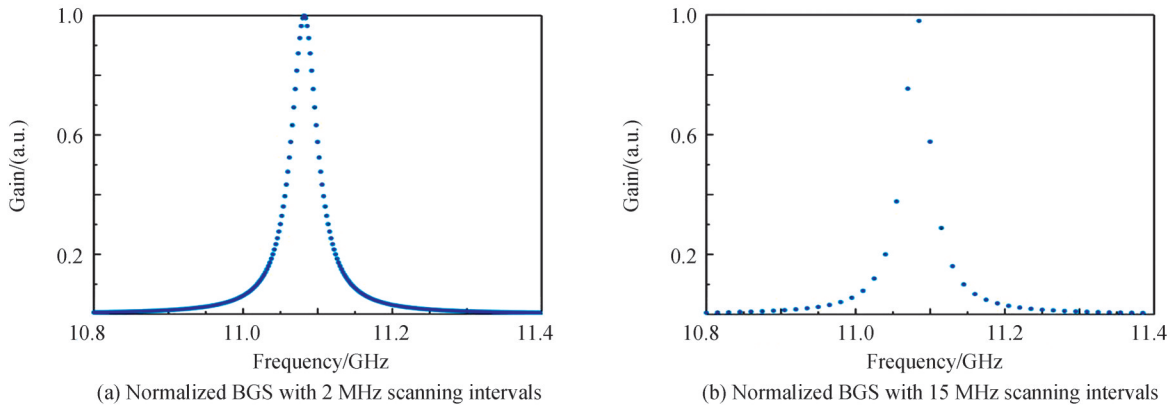 1.0
0.6
0.2
Gain/(a.u.)
10.8 11.0 11.2 11.4
Frequency/GHz
(a) Normalized BGS with 2 MHz scanning intervals
1.0
0.6
0.2
Gain/(a.u.)
10.8 11.0 11.2 11.4
Frequency/GHz
(b) Normalized BGS with 15 MHz scanning intervals